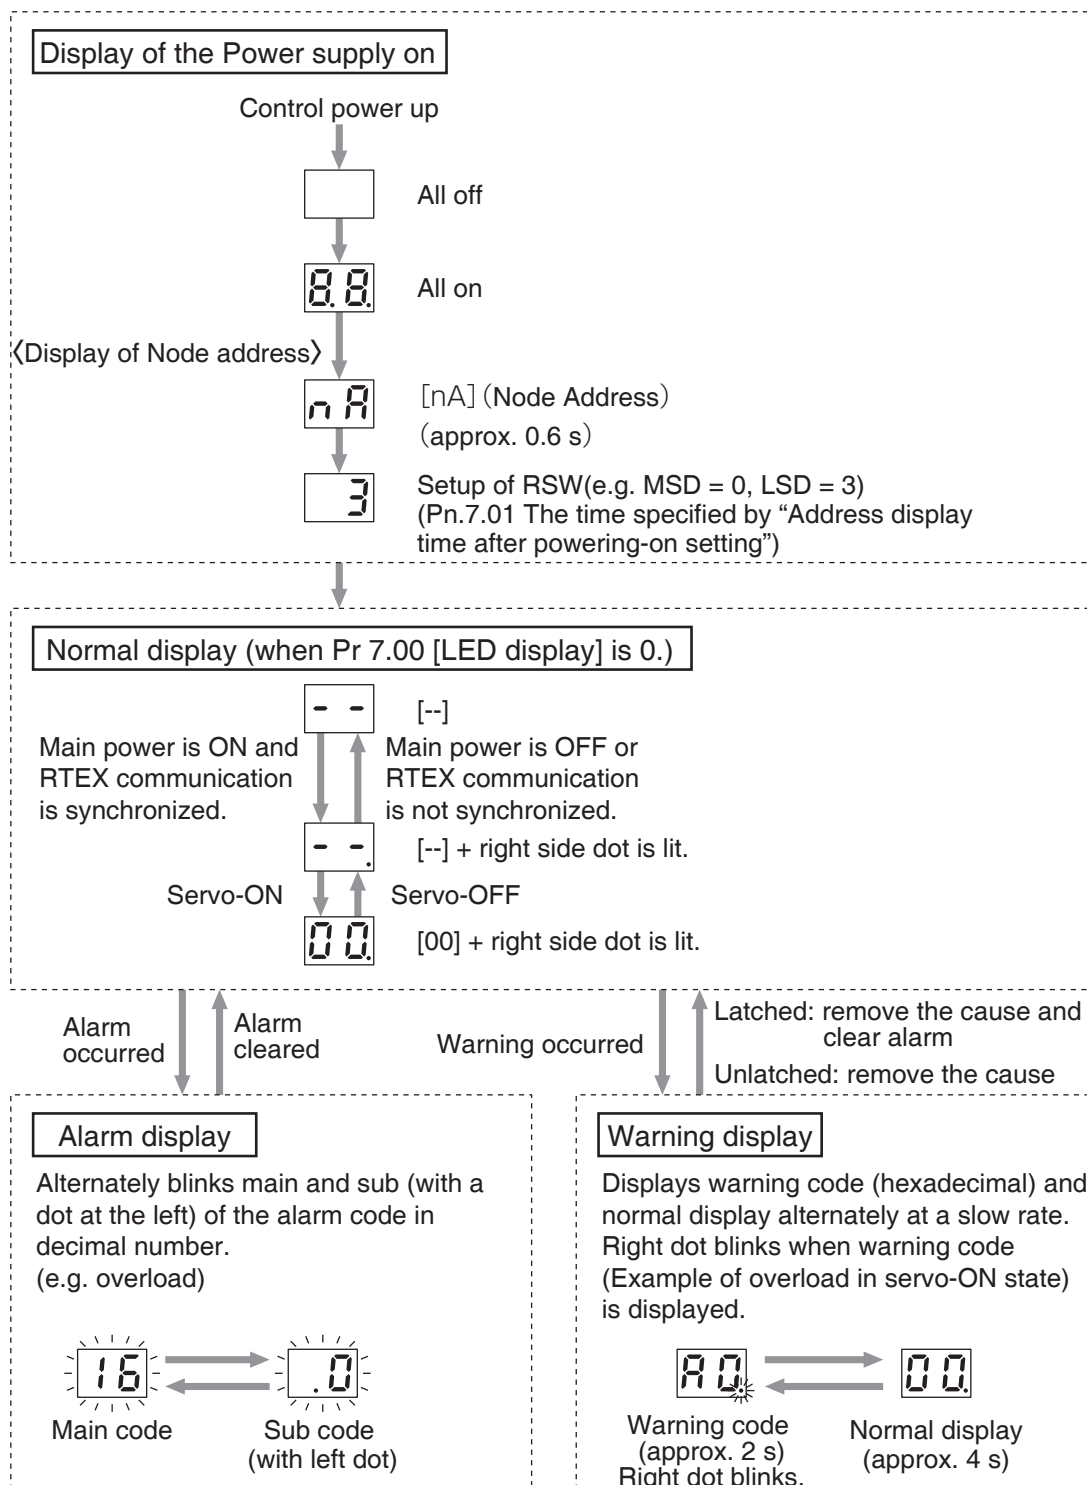 Display of the Power supply on
Control power up
All off
8.8.
All on
〈Display of Node address〉
nA
[nA] (Node Address)
(approx. 0.6 s)
3
Setup of RSW(e.g. MSD = 0, LSD = 3)
(Pn.7.01 The time specified by “Address display
time after powering-on setting”)
Normal display (when Pr 7.00 [LED display] is 0.)
- -
[--]
Main power is ON and
RTEX communication
is synchronized.
Main power is OFF or
RTEX communication
is not synchronized.
- -.
[--] + right side dot is lit.
Servo-ON
Servo-OFF
00.
[00] + right side dot is lit.
Alarm
occurred
Alarm
cleared
Warning occurred
Latched: remove the cause and
clear alarm
Unlatched: remove the cause
Alarm display
Alternately blinks main and sub (with a
dot at the left) of the alarm code in
decimal number.
(e.g. overload)
16
.0
Main code
Sub code
(with left dot)
Warning display
Displays warning code (hexadecimal) and
normal display alternately at a slow rate.
Right dot blinks when warning code
(Example of overload in servo-ON state)
is displayed.
A0.
00.
Warning code
(approx. 2 s)
Right dot blinks.
Normal display
(approx. 4 s)